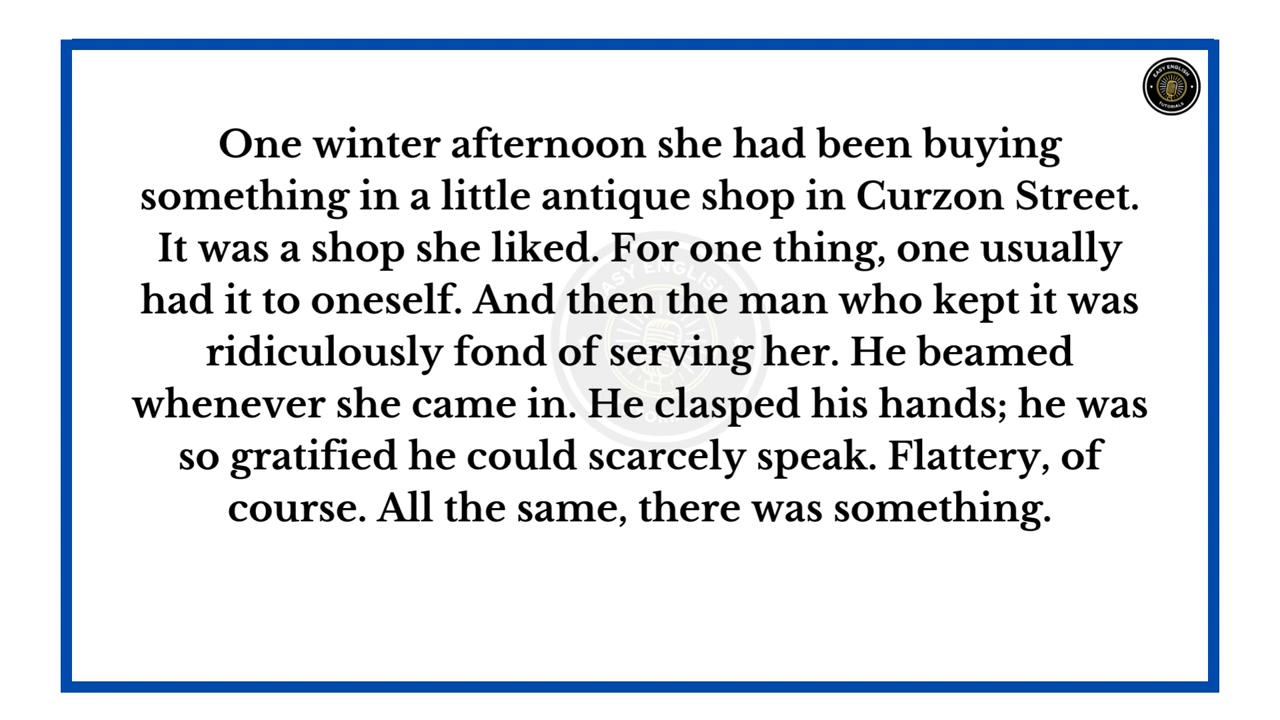 EASY ENGLISH
TUTORIALS
One winter afternoon she had been buying
something in a little antique shop in Curzon Street.
It was a shop she liked. For one thing, one usually
had it to oneself. And then the man who kept it was
ridiculously fond of serving her. He beamed
whenever she came in. He clasped his hands; he was
so gratified he could scarcely speak. Flattery, of
course. All the same, there was something.